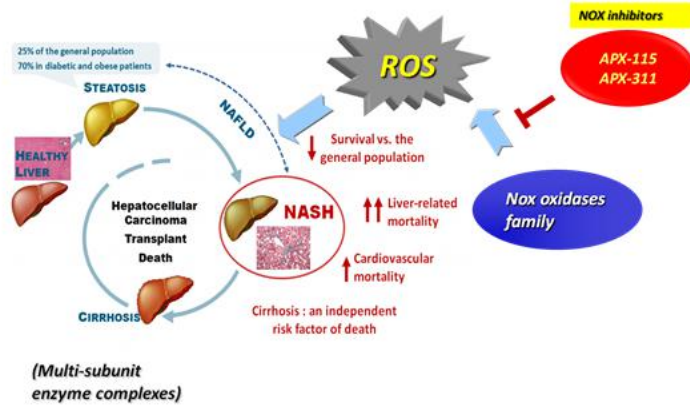 NOX inhibitors
APX-115
APX-311
ROS
25% of the general population
70% in diabetic and obese patients
STEATOSIS
NAFLD
HEALTHY
LIVER
Survival vs. the
general population
Nox oxidases
family
Hepatocellular
Carcinoma
Transplant
Death
NASH
Liver-related
mortality
Cardiovascular
mortality
CIRRHOSIS
Cirrhosis : an independent
risk factor of death
(Multi-subunit
enzyme complexes)